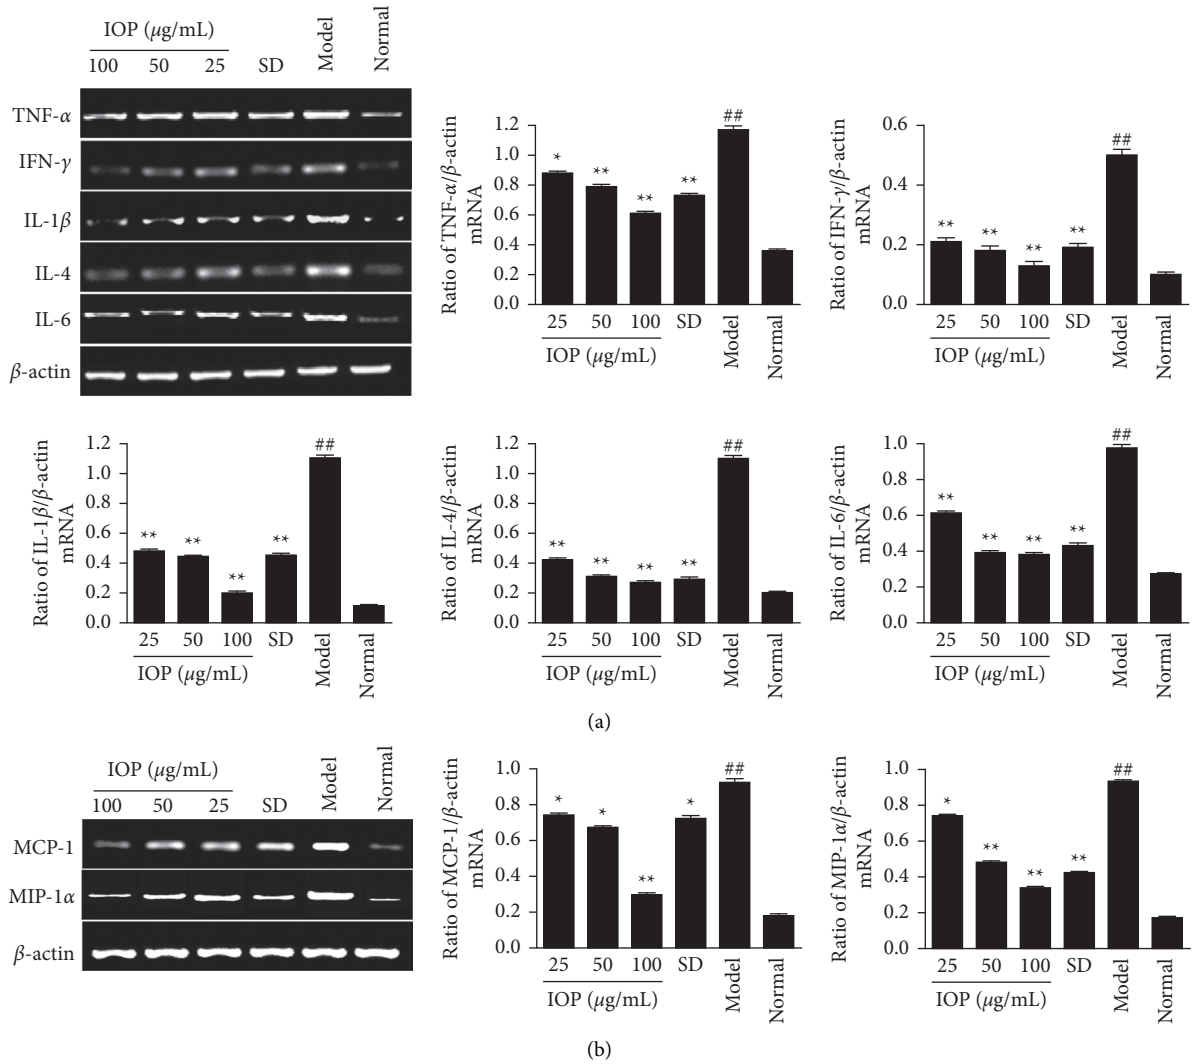 IOP (μg/mL)
100 50 25 SD Model Normal
TNF-α
IFN-γ
IL-1β
IL-4
IL-6
β-actin
Ratio of TNF-α/β-actin
mRNA
1.2
1.0
0.8
0.6
0.4
0.2
0.0
* ** ** ** ##
25 50 100 SD Model Normal
IOP (μg/mL)
Ratio of IFN-γ/β-actin
mRNA
0.6
0.4
0.2
0.0
** ** ** ** ##
25 50 100 SD Model Normal
IOP (μg/mL)
Ratio of IL-1β/β-actin
mRNA
1.2
1.0
0.8
0.6
0.4
0.2
0.0
** ** ** ** ##
25 50 100 SD Model Normal
IOP (μg/mL)
Ratio of IL-4/β-actin
mRNA
1.2
1.0
0.8
0.6
0.4
0.2
0.0
** ** ** ** ##
25 50 100 SD Model Normal
IOP (μg/mL)
Ratio of IL-6/β-actin
mRNA
1.0
0.8
0.6
0.4
0.2
0.0
** ** ** ** ##
25 50 100 SD Model Normal
IOP (μg/mL)
(a)
IOP (μg/mL)
100 50 25 SD Model Normal
MCP-1
MIP-1α
β-actin
Ratio of MCP-1/β-actin
mRNA
1.0
0.8
0.6
0.4
0.2
0.0
* * ** * ##
25 50 100 SD Model Normal
IOP (μg/mL)
Ratio of MIP-1α/β-actin
mRNA
1.0
0.8
0.6
0.4
0.2
0.0
* ** ** ** ##
25 50 100 SD Model Normal
IOP (μg/mL)
(b)